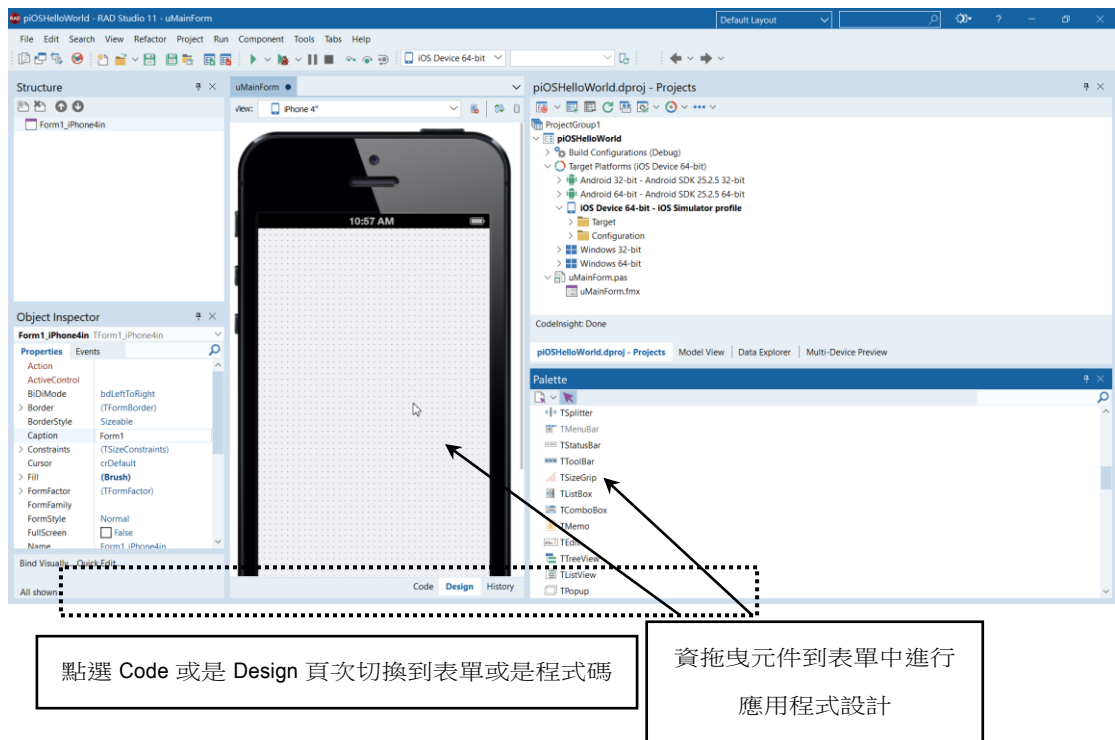 piOSHelloWorld - RAD Studio 11 - uMainForm
Default Layout
File Edit Search View Refactor Project Run Component Tools Tabs Help
iOS Device 64-bit
Structure
Form1_iPhone4in
uMainForm
View: iPhone 4"
10:57 AM
Object Inspector
Form1_iPhone4in TForm1_iPhone4in
Properties Events
Action
ActiveControl
BiDiMode bdLeftToRight
Border (TFormBorder)
BorderStyle Sizeable
Caption Form1
Constraints (TSizeConstraints)
Cursor crDefault
Fill (Brush)
FormFactor (TFormFactor)
FormFamily
FormStyle Normal
FullScreen False
Name Form1_iPhone4in
Bind Visually Quick Edit
All shown
Code Design History
piOSHelloWorld.dproj - Projects
ProjectGroup1
piOSHelloWorld
Build Configurations (Debug)
Target Platforms (iOS Device 64-bit)
Android 32-bit - Android SDK 25.2.5 32-bit
Android 64-bit - Android SDK 25.2.5 64-bit
iOS Device 64-bit - iOS Simulator profile
Target
Configuration
Windows 32-bit
Windows 64-bit
uMainForm.pas
uMainForm.fmx
CodeInsight: Done
piOSHelloWorld.dproj - Projects Model View Data Explorer Multi-Device Preview
Palette
TSplitter
TMenuBar
TStatusBar
TToolBar
TSizeGrip
TListBox
TComboBox
TMemo
TEdit
TTreeView
TListView
TPopup
點選 Code 或是 Design 頁次切換到表單或是程式碼
資拖曳元件到表單中進行
應用程式設計